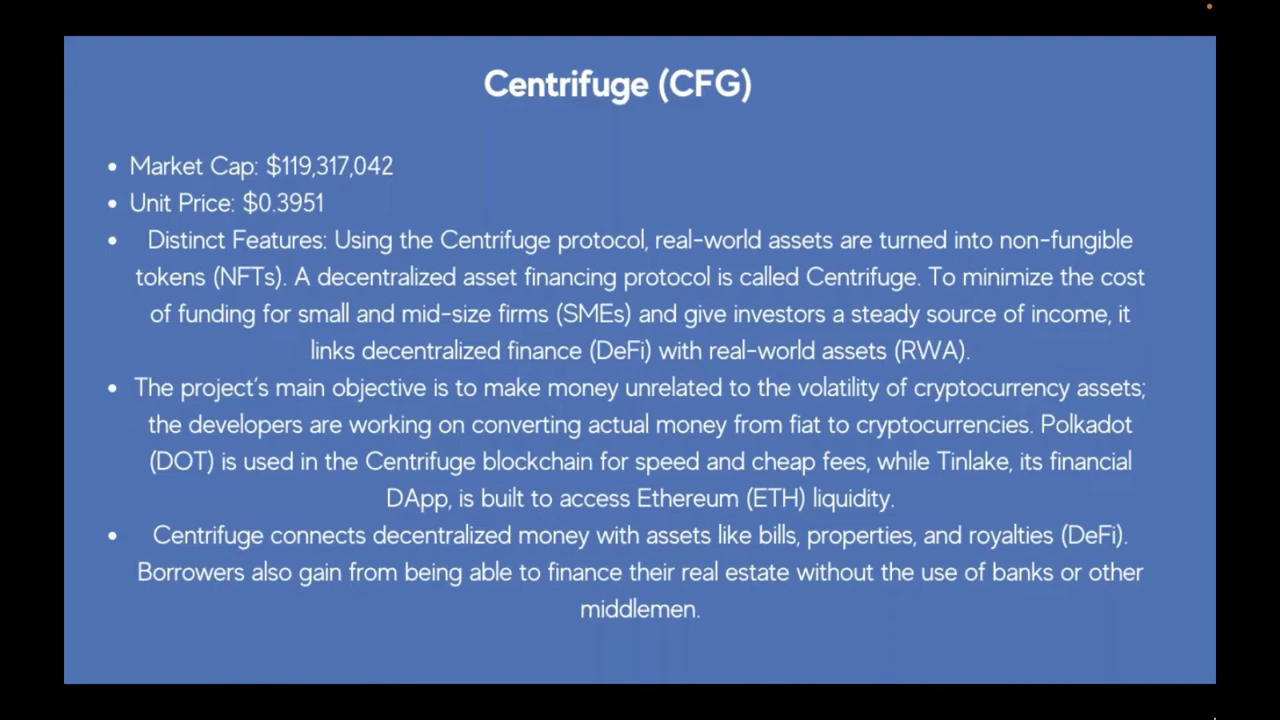 Centrifuge (CFG)
• Market Cap: $119,317,042
• Unit Price: $0.3951
• Distinct Features: Using the Centrifuge protocol, real-world assets are turned into non-fungible
tokens (NFTs). A decentralized asset financing protocol is called Centrifuge. To minimize the cost
of funding for small and mid-size firms (SMEs) and give investors a steady source of income, it
links decentralized finance (DeFi) with real-world assets (RWA).
• The project's main objective is to make money unrelated to the volatility of cryptocurrency assets;
the developers are working on converting actual money from fiat to cryptocurrencies. Polkadot
(DOT) is used in the Centrifuge blockchain for speed and cheap fees, while Tinlake, its financial
DApp, is built to access Ethereum (ETH) liquidity.
• Centrifuge connects decentralized money with assets like bills, properties, and royalties (DeFi).
Borrowers also gain from being able to finance their real estate without the use of banks or other
middlemen.